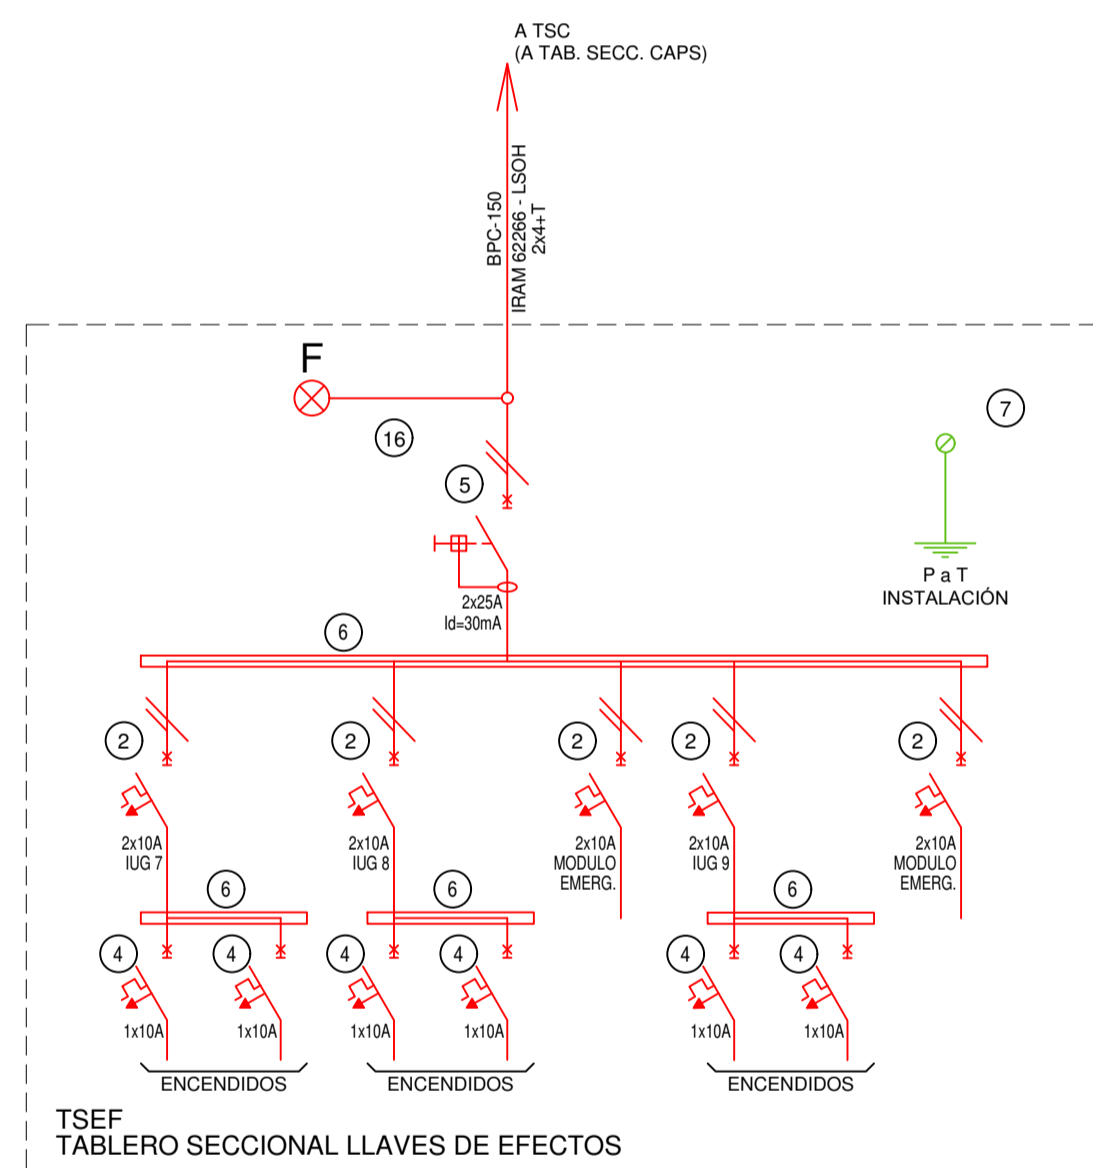 A TSC
(A TAB. SECC. CAPS)
BPC-150
IRAM 62266 - LSOH
2x4+T
F
16
7
5
P a T
INSTALACIÓN
2x25A
Id=30mA
6
2
2
2
2
2
2x10A
IUG 7
2x10A
IUG 8
2x10A
MODULO
EMERG.
2x10A
IUG 9
2x10A
MODULO
EMERG.
6
6
6
4
4
4
4
4
4
1x10A
1x10A
1x10A
1x10A
1x10A
1x10A
ENCENDIDOS
ENCENDIDOS
ENCENDIDOS
TSEF
TABLERO SECCIONAL LLAVES DE EFECTOS